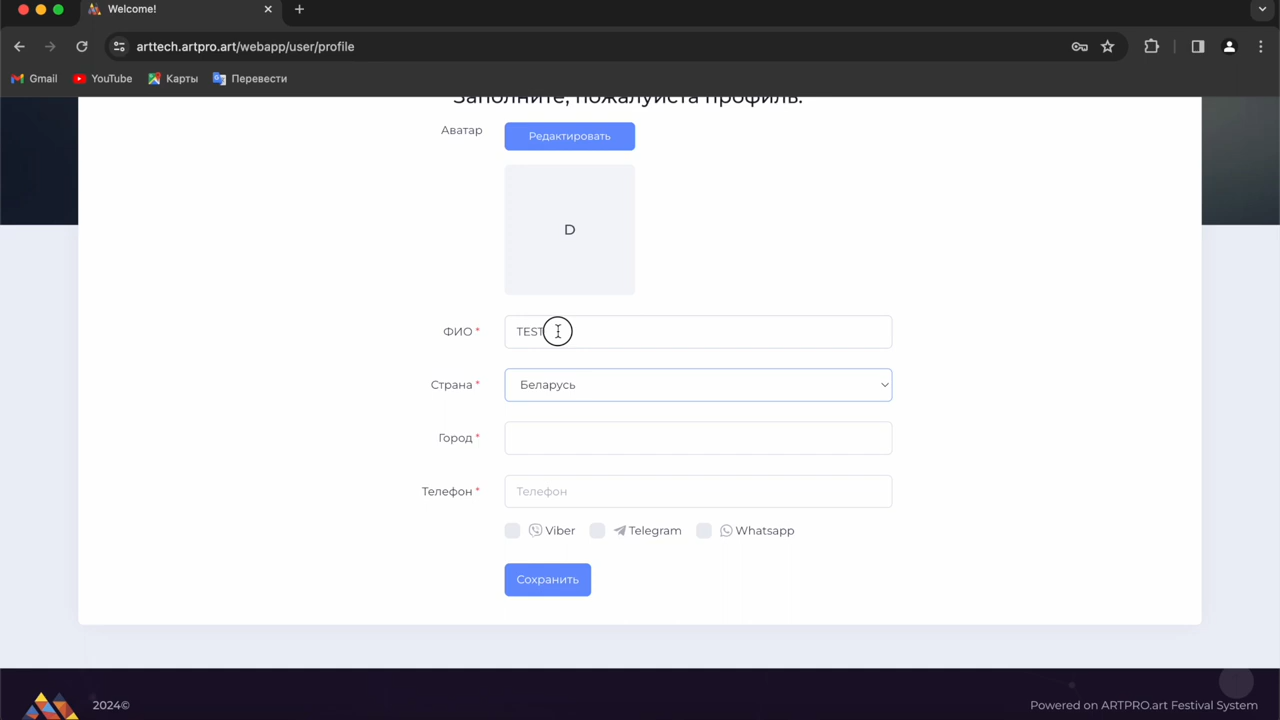 Welcome!
arttech.artpro.art/webapp/user/profile
Gmail YouTube Карты Перевести
Заполните, пожалуйста профиль.
Аватар Редактировать
D
ФИО * TEST
Страна * Беларусь
Город *
Телефон * Телефон
Viber Telegram Whatsapp
Сохранить
2024© Powered on ARTPRO.art Festival System